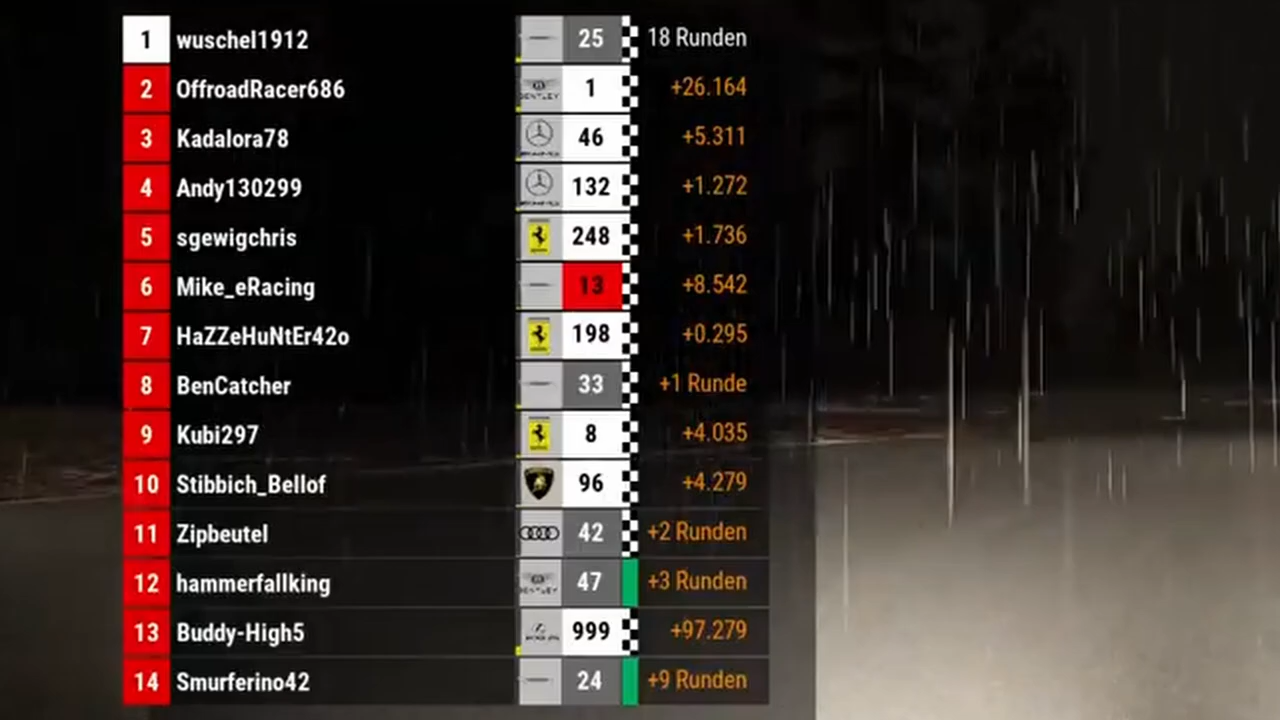 1 wuschel1912 25 18 Runden
2 OffroadRacer686 BENTLEY 1 +26.164
3 Kadalora78 46 +5.311
4 Andy130299 132 +1.272
5 sgewigchris 248 +1.736
6 Mike_eRacing 13 +8.542
7 HaZZeHuNtEr42o 198 +0.295
8 BenCatcher 33 +1 Runde
9 Kubi297 8 +4.035
10 Stibbich_Bellof 96 +4.279
11 Zipbeutel 42 +2 Runden
12 hammerfallking BENTLEY 47 +3 Runden
13 Buddy-High5 999 +97.279
14 Smurferino42 24 +9 Runden